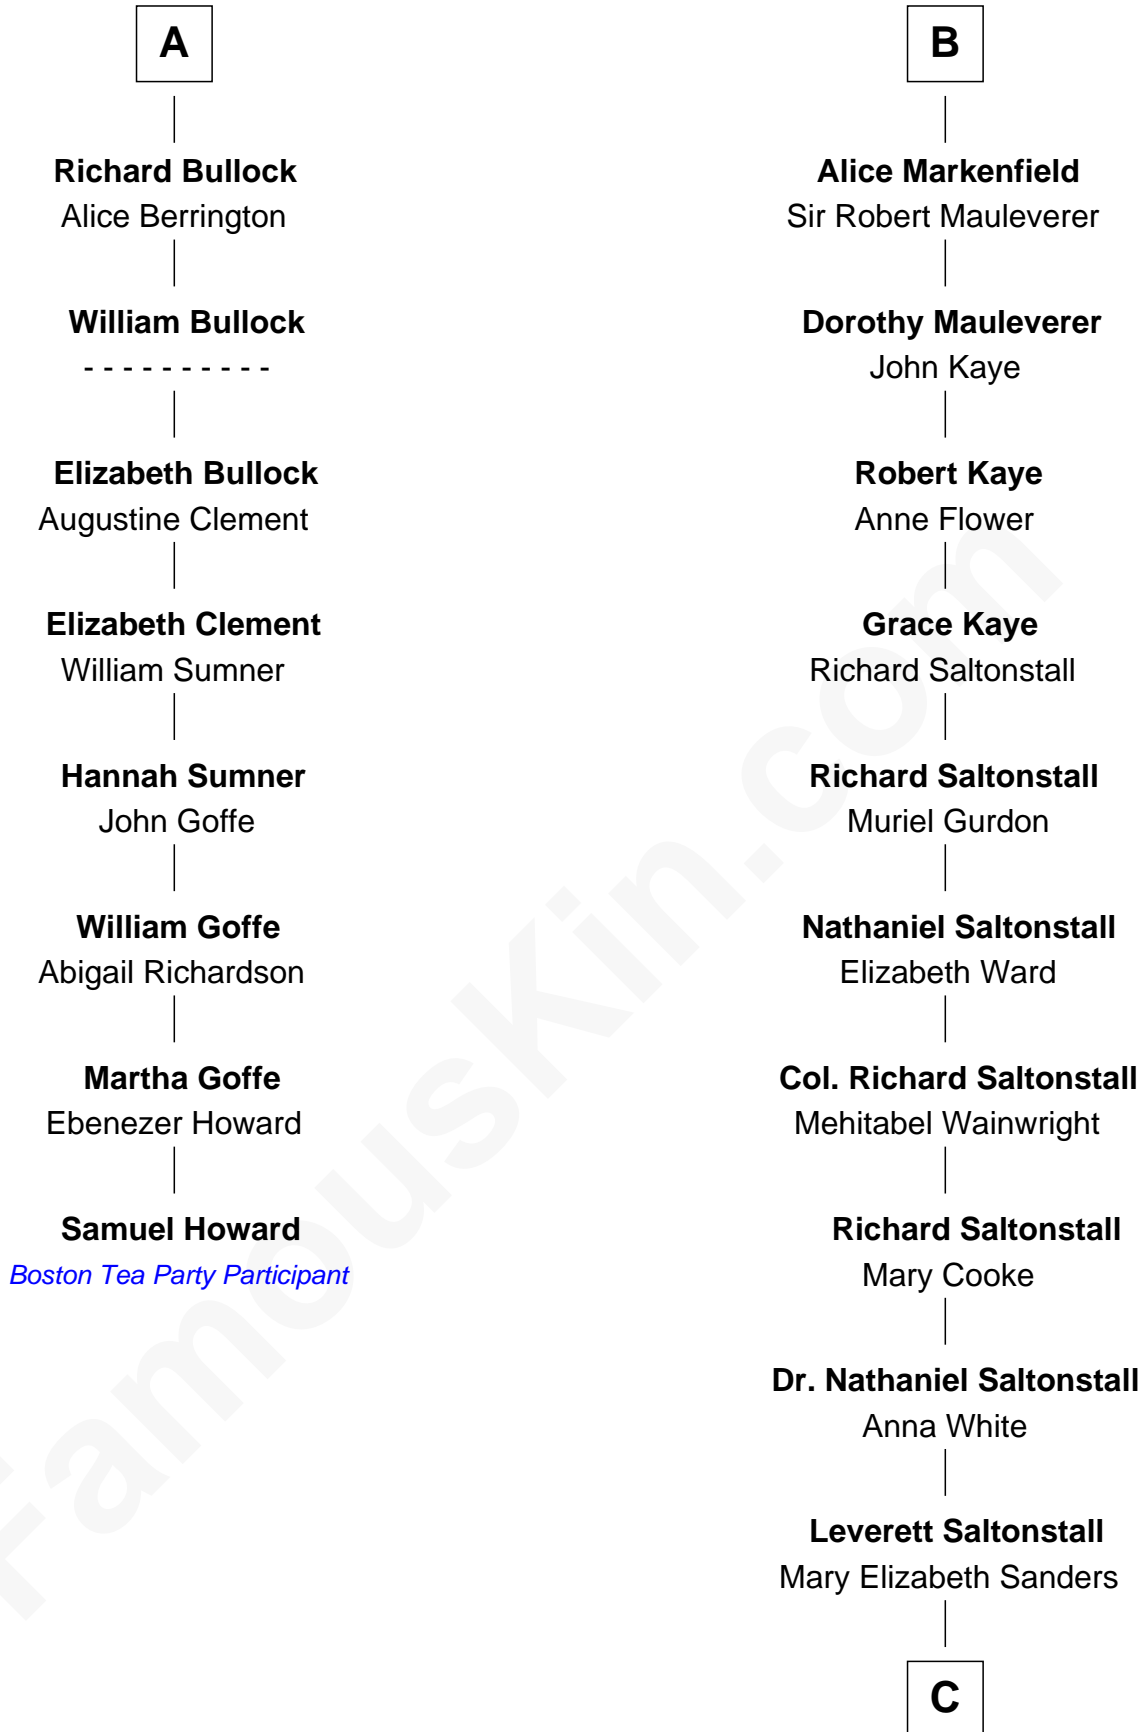 A
Richard Bullock
Alice Berrington
William Bullock
- - - - - - - - - -
Elizabeth Bullock
Augustine Clement
Elizabeth Clement
William Sumner
Hannah Sumner
John Goffe
William Goffe
Abigail Richardson
Martha Goffe
Ebenezer Howard
Samuel Howard
Boston Tea Party Participant
B
Alice Markenfield
Sir Robert Mauleverer
Dorothy Mauleverer
John Kaye
Robert Kaye
Anne Flower
Grace Kaye
Richard Saltonstall
Richard Saltonstall
Muriel Gurdon
Nathaniel Saltonstall
Elizabeth Ward
Col. Richard Saltonstall
Mehitabel Wainwright
Richard Saltonstall
Mary Cooke
Dr. Nathaniel Saltonstall
Anna White
Leverett Saltonstall
Mary Elizabeth Sanders
C
FamousKin.com